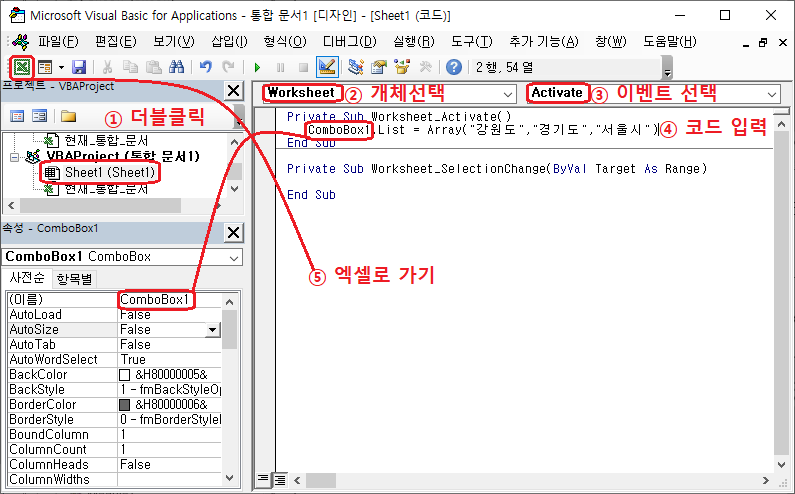 Microsoft Visual Basic for Applications - 통합 문서1 [디자인] - [Sheet1 (코드)]
파일(F) 편집(E) 보기(V) 삽입(I) 형식(O) 디버그(D) 실행(R) 도구(T) 추가 기능(A) 창(W) 도움말(H)
2 행, 54 열
프로젝트 - VBAProject
① 더블클릭
현재_통합_문서
VBAProject (통합 문서1)
Sheet1 (Sheet1)
현재_통합_문서
속성 - ComboBox1
ComboBox1 ComboBox
사전순 항목별
(이름) ComboBox1
AutoLoad False
AutoSize False
AutoTab False
AutoWordSelect True
BackColor &H80000005&
BackStyle 1 - fmBackStyleOp
BorderColor &H80000006&
BorderStyle 0 - fmBorderStyle
BoundColumn 1
ColumnCount 1
ColumnHeads False
ColumnWidths
Worksheet ② 개체선택 Activate ③ 이벤트 선택
Private Sub Worksheet_Activate()
ComboBox1.List = Array("강원도","경기도","서울시") ④ 코드 입력
End Sub
Private Sub Worksheet_SelectionChange(ByVal Target As Range)
End Sub
⑤ 엑셀로 가기